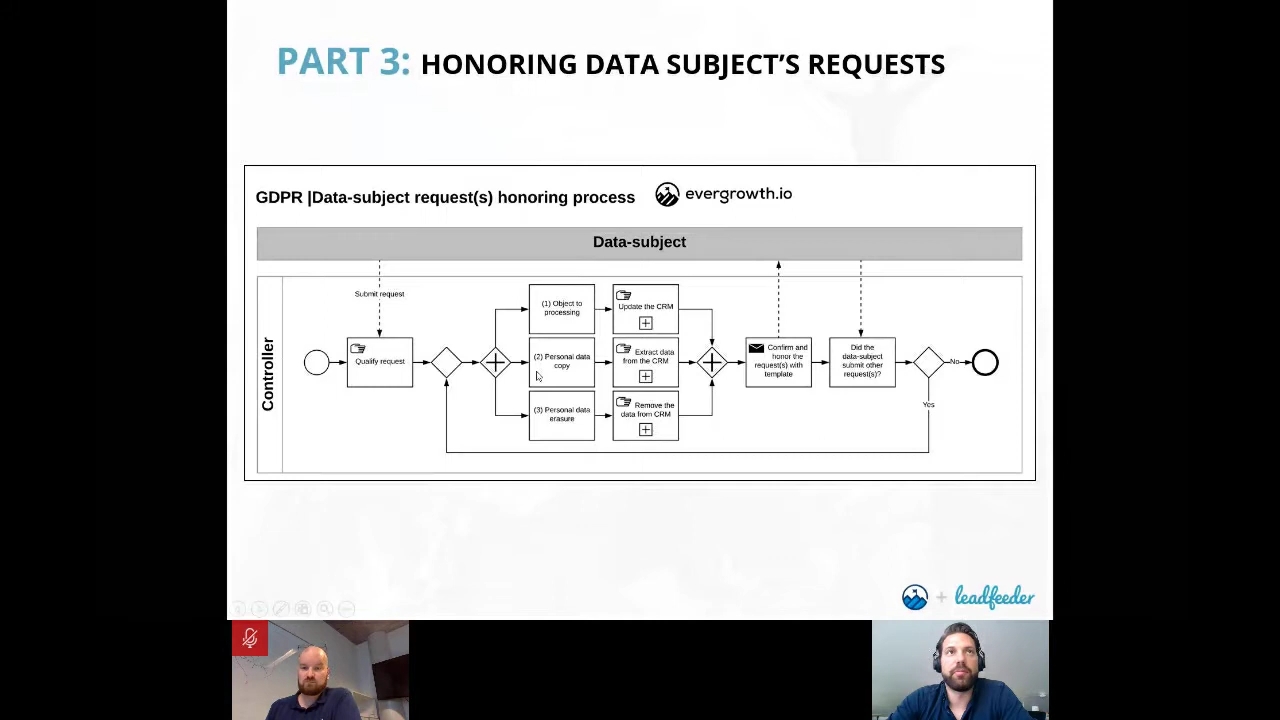 PART 3: HONORING DATA SUBJECT'S REQUESTS
GDPR |Data-subject request(s) honoring process
evergrowth.io
Data-subject
Submit request
Controller
Qualify request
(1) Object to
processing
Update the CRM
(2) Personal data
copy
Extract data
from the CRM
(3) Personal data
erasure
Remove the
data from CRM
Confirm and
honor the
request(s) with
template
Did the
data-subject
submit other
request(s)?
No
Yes
+ leadfeeder